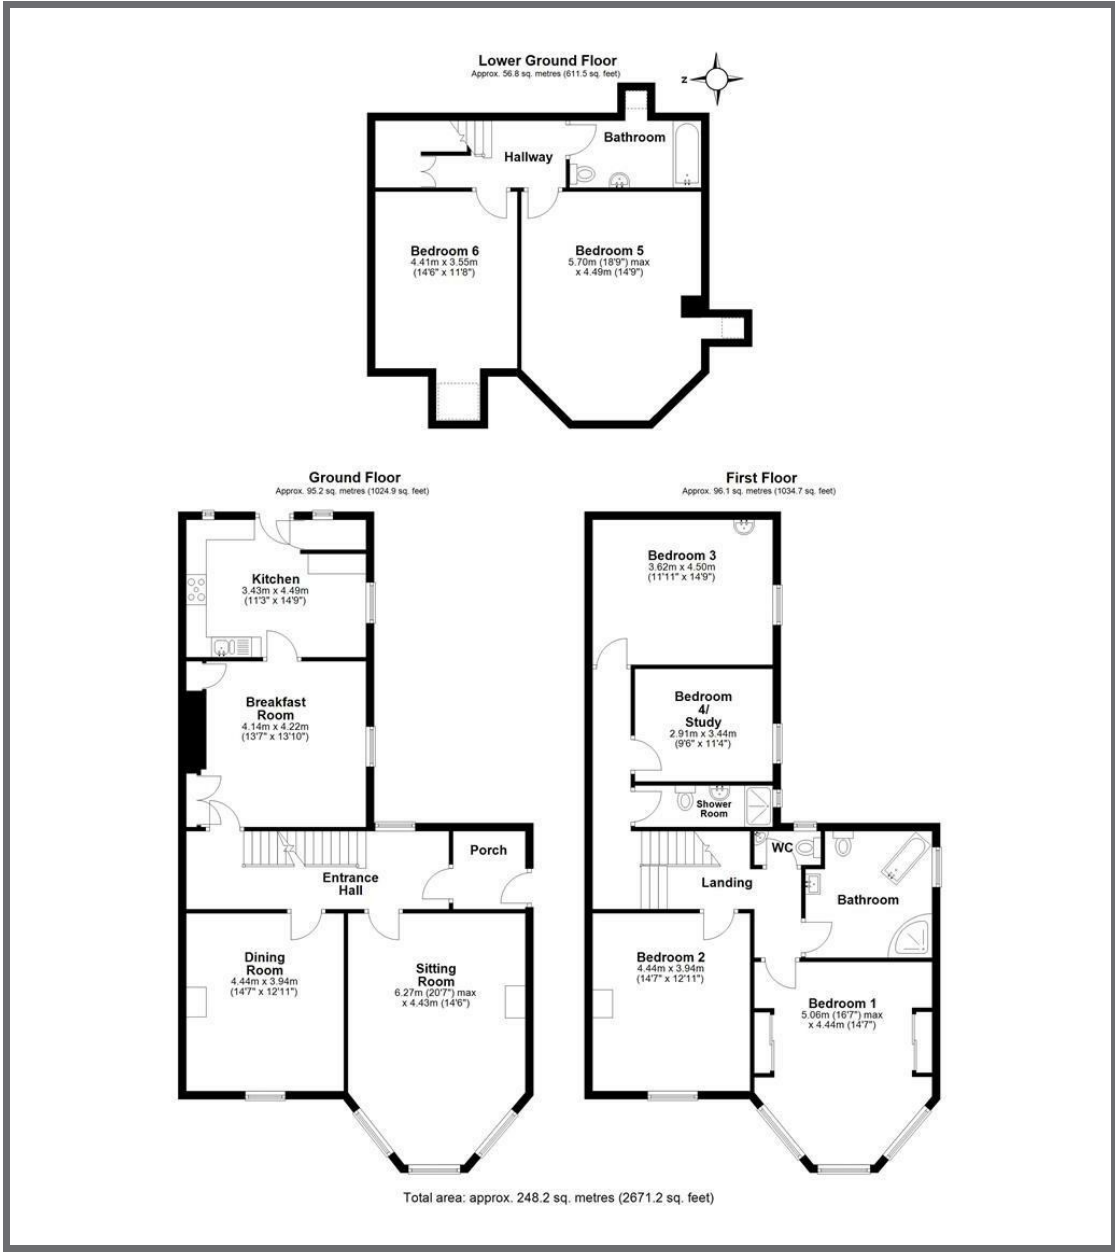 Lower Ground Floor
Approx. 56.8 sq. metres (611.5 sq. feet)
Z
Bathroom
Hallway
Bedroom 6
4.41m x 3.55m
(14'6" x 11'8")
Bedroom 5
5.70m (18'9") max
x 4.49m (14'9")
Ground Floor
Approx. 95.2 sq. metres (1024.9 sq. feet)
Kitchen
3.43m x 4.49m
(11'3" x 14'9")
Breakfast
Room
4.14m x 4.22m
(13'7" x 13'10")
Porch
Entrance
Hall
Dining
Room
4.44m x 3.94m
(14'7" x 12'11")
Sitting
Room
6.27m (20'7") max
x 4.43m (14'6")
First Floor
Approx. 96.1 sq. metres (1034.7 sq. feet)
Bedroom 3
3.62m x 4.50m
(11'11" x 14'9")
Bedroom
4/
Study
2.91m x 3.44m
(9'6" x 11'4")
Shower
Room
WC
Landing
Bathroom
Bedroom 2
4.44m x 3.94m
(14'7" x 12'11")
Bedroom 1
5.06m (16'7") max
x 4.44m (14'7")
Total area: approx. 248.2 sq. metres (2671.2 sq. feet)